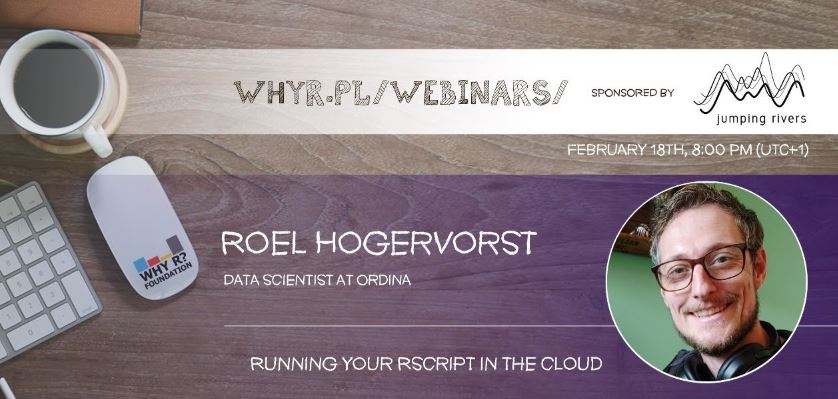 WHYR.PL/WEBINARS/
SPONSORED BY
jumping rivers
FEBRUARY 18TH, 8:00 PM (UTC+1)
ROEL HOGERVORST
DATA SCIENTIST AT ORDINA
WHY R?
FOUNDATION
RUNNING YOUR RSCRIPT IN THE CLOUD